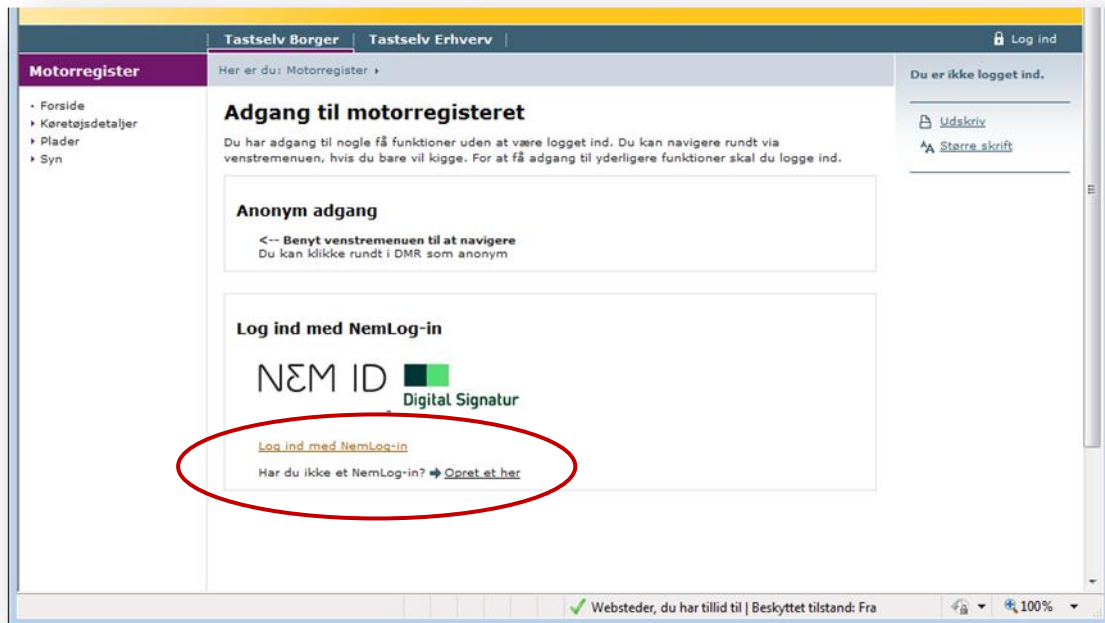 Tastselv Borger | Tastselv Erhverv |
Log ind
Motorregister
Her er du: Motorregister
Du er ikke logget ind.
Forside
Køretøjsdetaljer
Plader
Syn
Adgang til motorregisteret
Du har adgang til nogle få funktioner uden at være logget ind. Du kan navigere rundt via
venstremenuen, hvis du bare vil kigge. For at få adgang til yderligere funktioner skal du logge ind.
Udskriv
AA Større skrift
Anonym adgang
<-- Benyt venstremenuen til at navigere
Du kan klikke rundt i DMR som anonym
Log ind med NemLog-in
NEM ID
Digital Signatur
Log ind med NemLog-in
Har du ikke et NemLog-in? Opret et her
Websteder, du har tillid til | Beskyttet tilstand: Fra
100%